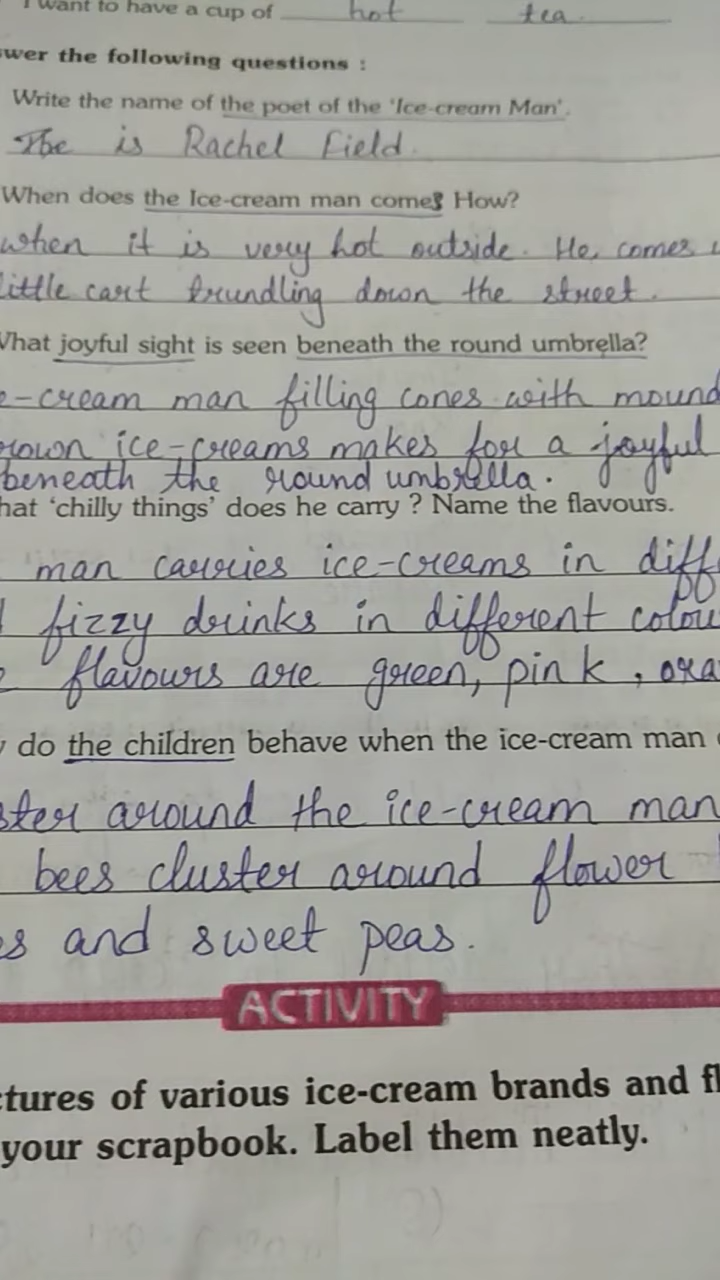 I want to have a cup of hot tea.
wer the following questions :
Write the name of the poet of the 'Ice-cream Man'.
The is Rachel Field.
When does the Ice-cream man comes How?
when it is very hot outside. He comes
little cart trundling down the street.
What joyful sight is seen beneath the round umbrella?
e-cream man filling cones with mound
rown ice-creams makes for a joyful
beneath the round umbrella.
hat 'chilly things' does he carry ? Name the flavours.
man carries ice-creams in diff
fizzy drinks in different colou
flavours are green, pink, ora
do the children behave when the ice-cream man
ster around the ice-cream man
bees cluster around flower
es and sweet peas.
ACTIVITY
ctures of various ice-cream brands and fl
your scrapbook. Label them neatly.